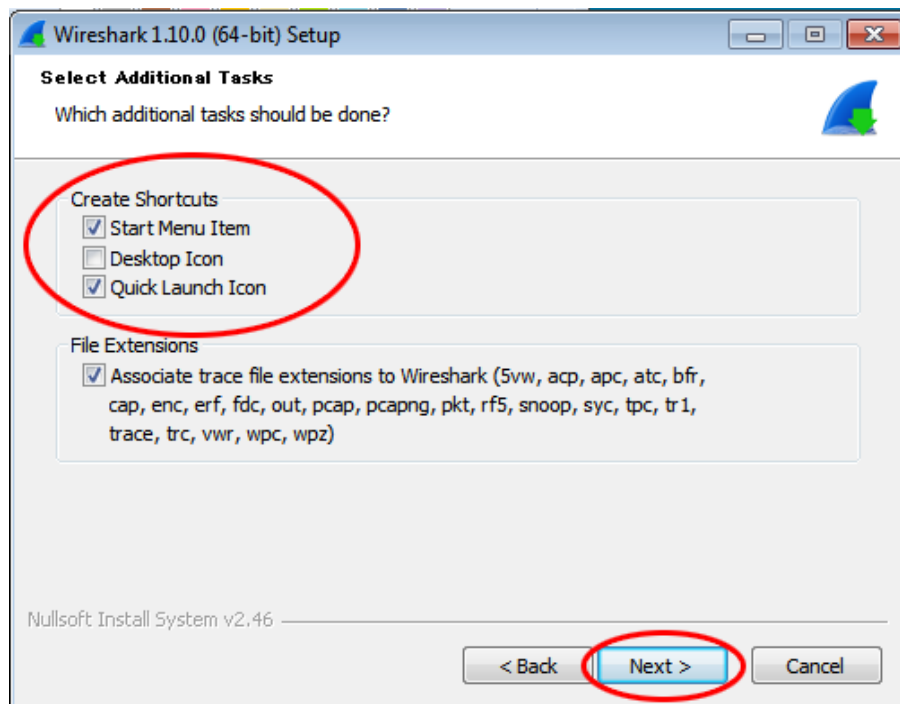 Wireshark 1.10.0 (64-bit) Setup
Select Additional Tasks
Which additional tasks should be done?
Create Shortcuts
Start Menu Item
Desktop Icon
Quick Launch Icon
File Extensions
Associate trace file extensions to Wireshark (5vw, acp, apc, atc, bfr,
cap, enc, erf, fdc, out, pcap, pcapng, pkt, rf5, snoop, syc, tpc, tr1,
trace, trc, vwr, wpc, wpz)
Nullsoft Install System v2.46
< Back
Next >
Cancel